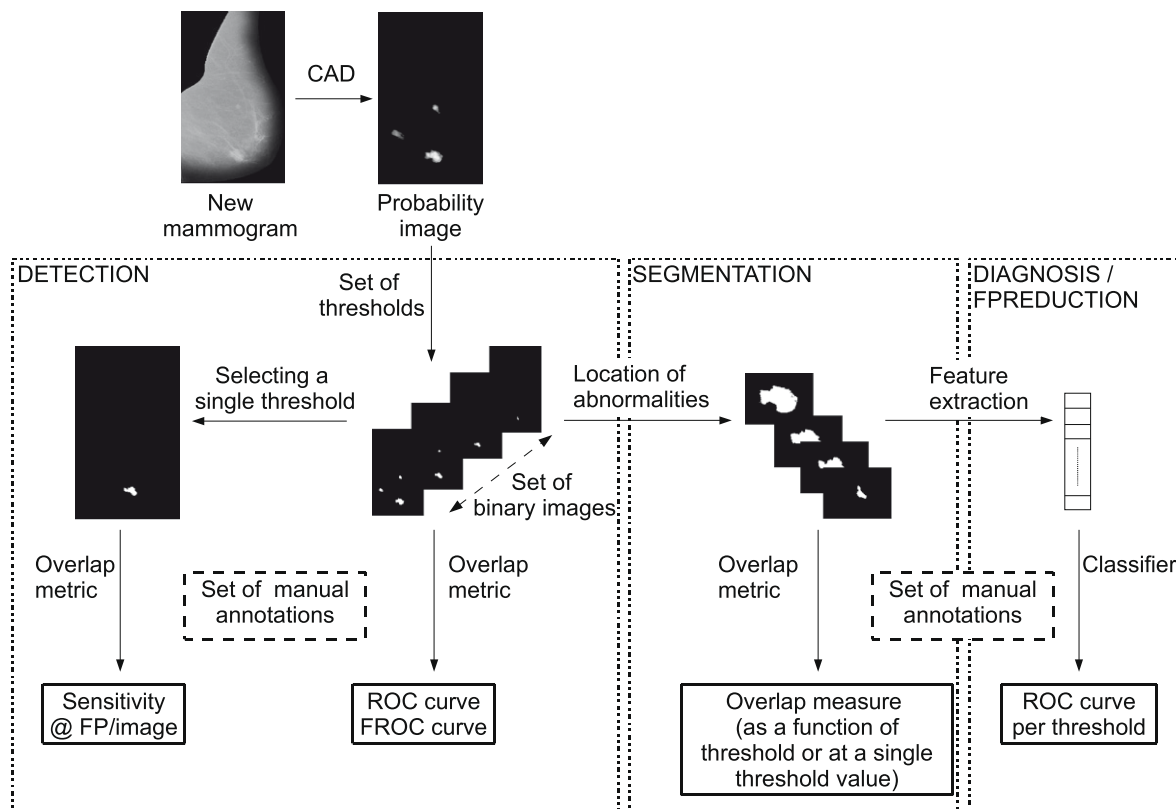 CAD
New
mammogram
Probability
image
DETECTION
Set of
thresholds
Selecting a
single threshold
Location of
abnormalities
Set of
binary images
Overlap
metric
Set of manual
annotations
Overlap
metric
Sensitivity
@ FP/image
ROC curve
FROC curve
SEGMENTATION
Feature
extraction
Overlap
metric
Set of manual
annotations
Overlap measure
(as a function of
threshold or at a single
threshold value)
DIAGNOSIS /
FPREDUCTION
Classifier
ROC curve
per threshold